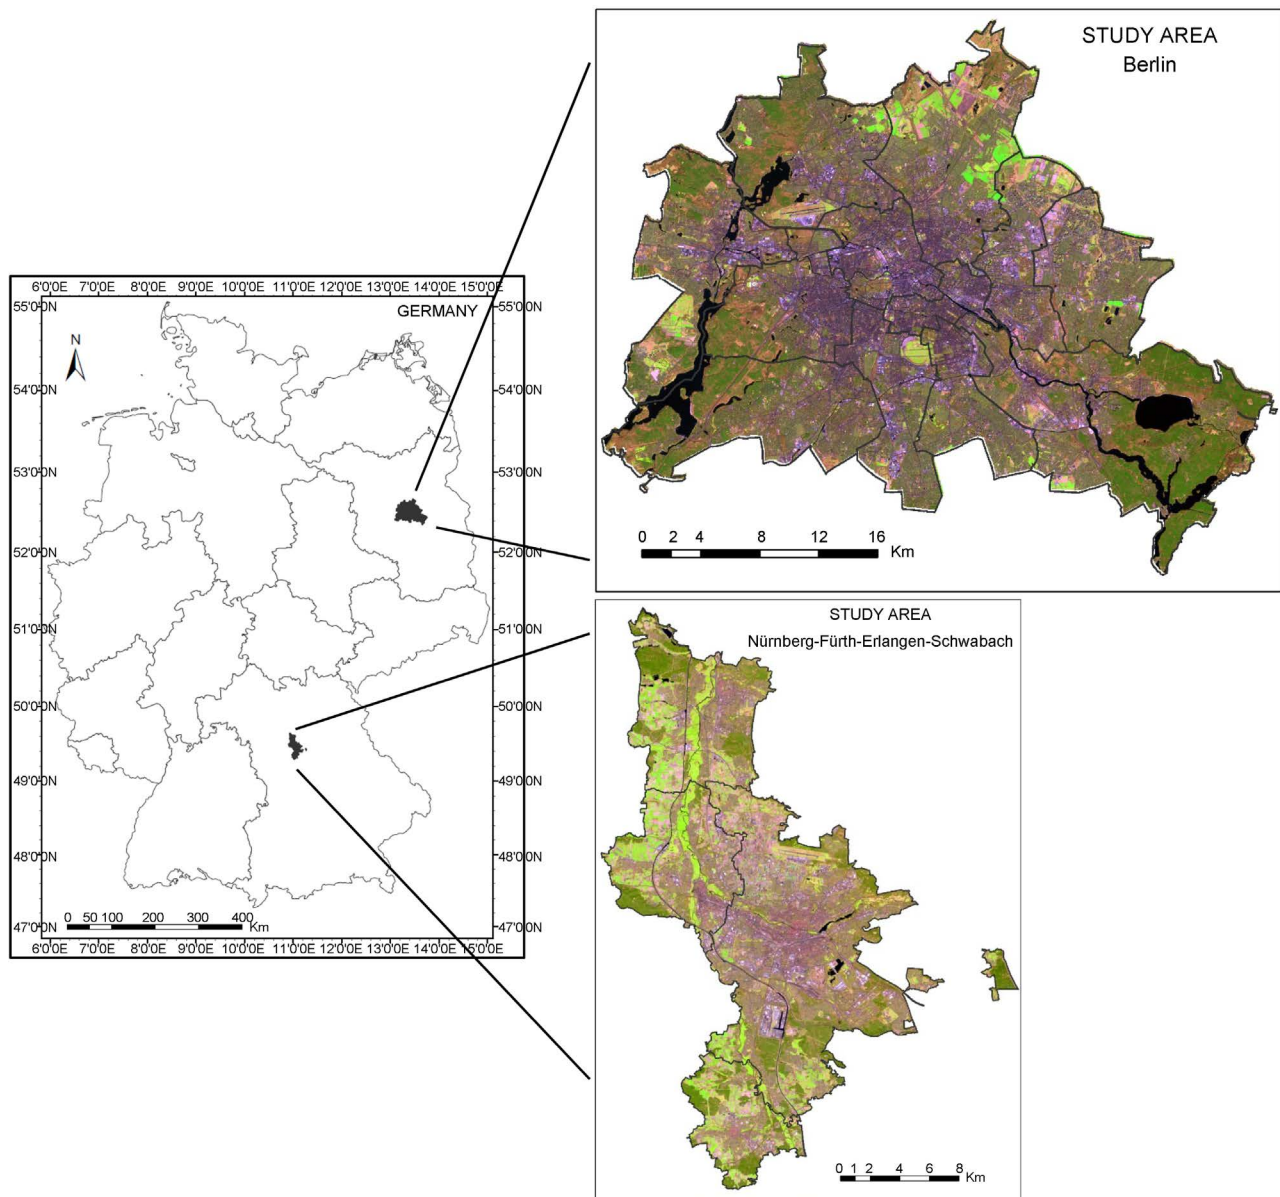 STUDY AREA
Berlin
0 2 4 8 12 16
Km
6°0'0"E 7°0'0"E 8°0'0"E 9°0'0"E 10°0'0"E 11°0'0"E 12°0'0"E 13°0'0"E 14°0'0"E 15°0'0"E
55°0'0"N 55°0'0"N
GERMANY
N
54°0'0"N 54°0'0"N
53°0'0"N 53°0'0"N
52°0'0"N 52°0'0"N
51°0'0"N 51°0'0"N
50°0'0"N 50°0'0"N
49°0'0"N 49°0'0"N
48°0'0"N 48°0'0"N
0 50 100 200 300 400
Km
47°0'0"N 47°0'0"N
6°0'0"E 7°0'0"E 8°0'0"E 9°0'0"E 10°0'0"E 11°0'0"E 12°0'0"E 13°0'0"E 14°0'0"E 15°0'0"E
STUDY AREA
Nürnberg-Fürth-Erlangen-Schwabach
0 1 2 4 6 8
Km